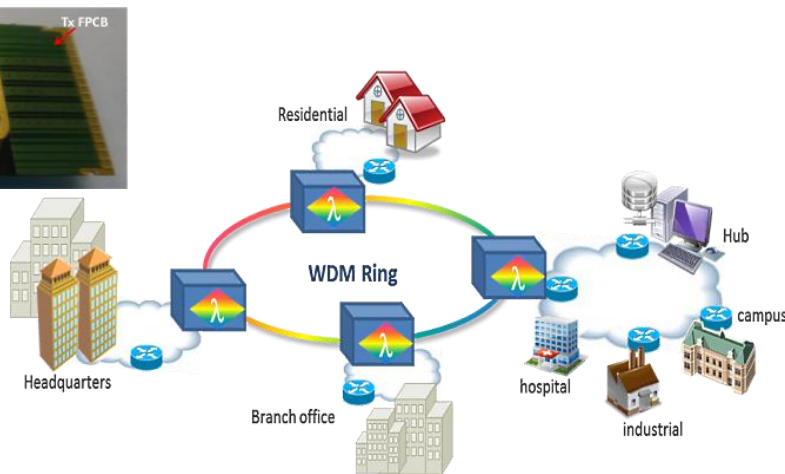 Tx FPCB
Residential
λ
Hub
λ
λ
WDM Ring
λ
campus
Headquarters
hospital
Branch office
industrial